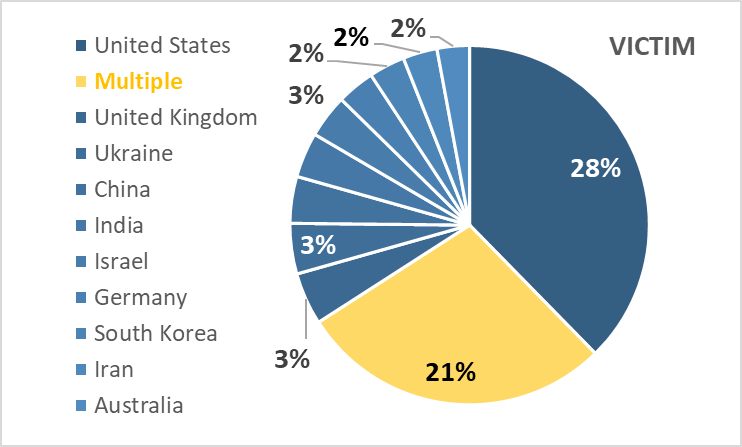 VICTIM
United States
Multiple
United Kingdom
Ukraine
China
India
Israel
Germany
South Korea
Iran
Australia
28%
21%
3%
3%
3%
2%
2%
2%